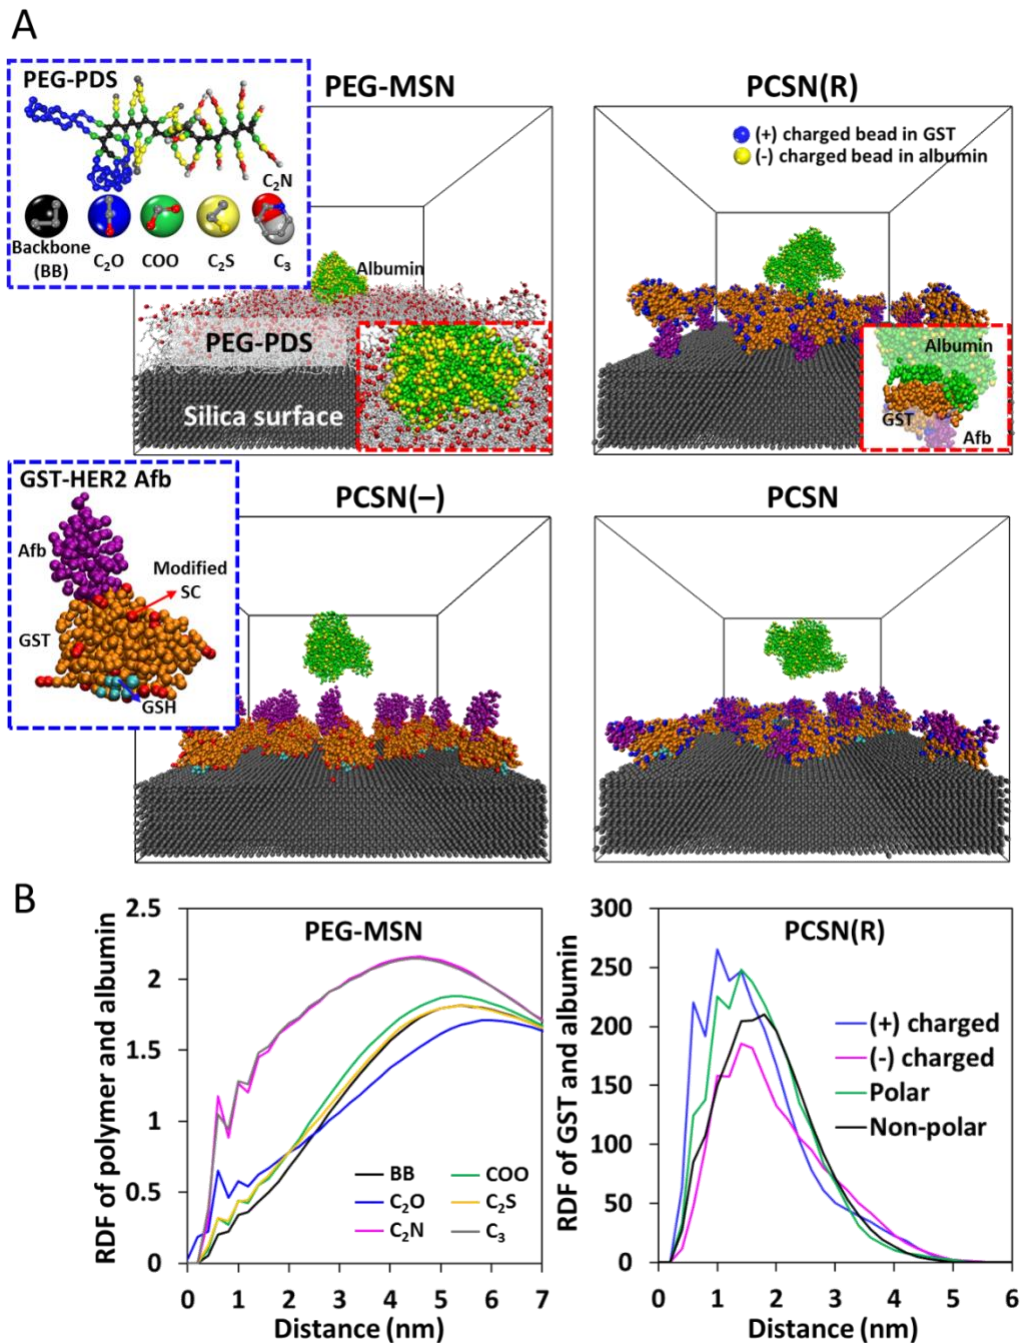 A
PEG-PDS
C₂N
Backbone
(BB)
C₂O
COO
C₂S
C₃
PEG-MSN
Albumin
PEG-PDS
Silica surface
PCSN(R)
(+) charged bead in GST
(-) charged bead in albumin
Albumin
GST
Afb
GST-HER2 Afb
Afb
Modified
SC
GST
GSH
PCSN(–)
PCSN
B
RDF of polymer and albumin
2.5
2
1.5
1
0.5
0
PEG-MSN
BB
COO
C₂O
C₂S
C₂N
C₃
0 1 2 3 4 5 6 7
Distance (nm)
RDF of GST and albumin
300
250
200
150
100
50
0
PCSN(R)
(+) charged
(-) charged
Polar
Non-polar
0 1 2 3 4 5 6
Distance (nm)